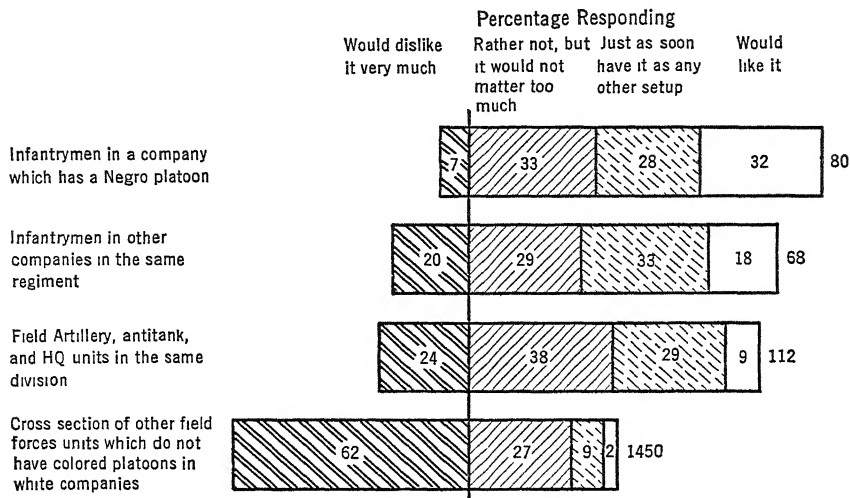 Percentage Responding
Would dislike
it very much
Rather not, but
it would not
matter too
much
Just as soon
have it as any
other setup
Would
like it
Infantrymen in a company
which has a Negro platoon
7 33 28 32 80
Infantrymen in other
companies in the same
regiment
20 29 33 18 68
Field Artillery, antitank,
and HQ units in the same
division
24 38 29 9 112
Cross section of other field
forces units which do not
have colored platoons in
white companies
62 27 9 2 1450